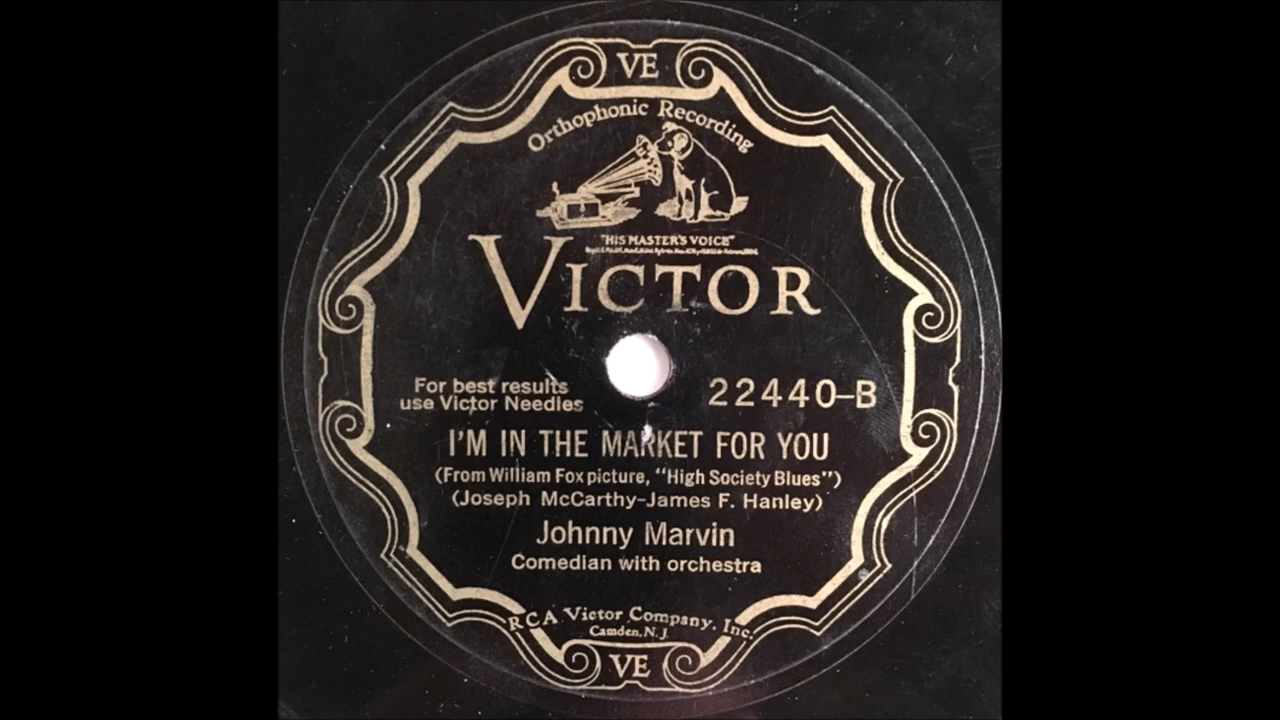 VE
Orthophonic Recording
"HIS MASTER'S VOICE"
VICTOR
For best results
use Victor Needles
22440-B
I'M IN THE MARKET FOR YOU
(From William Fox picture, "High Society Blues")
(Joseph McCarthy-James F. Hanley)
Johnny Marvin
Comedian with orchestra
RCA Victor Company, Inc.
Camden, N. J.
VE